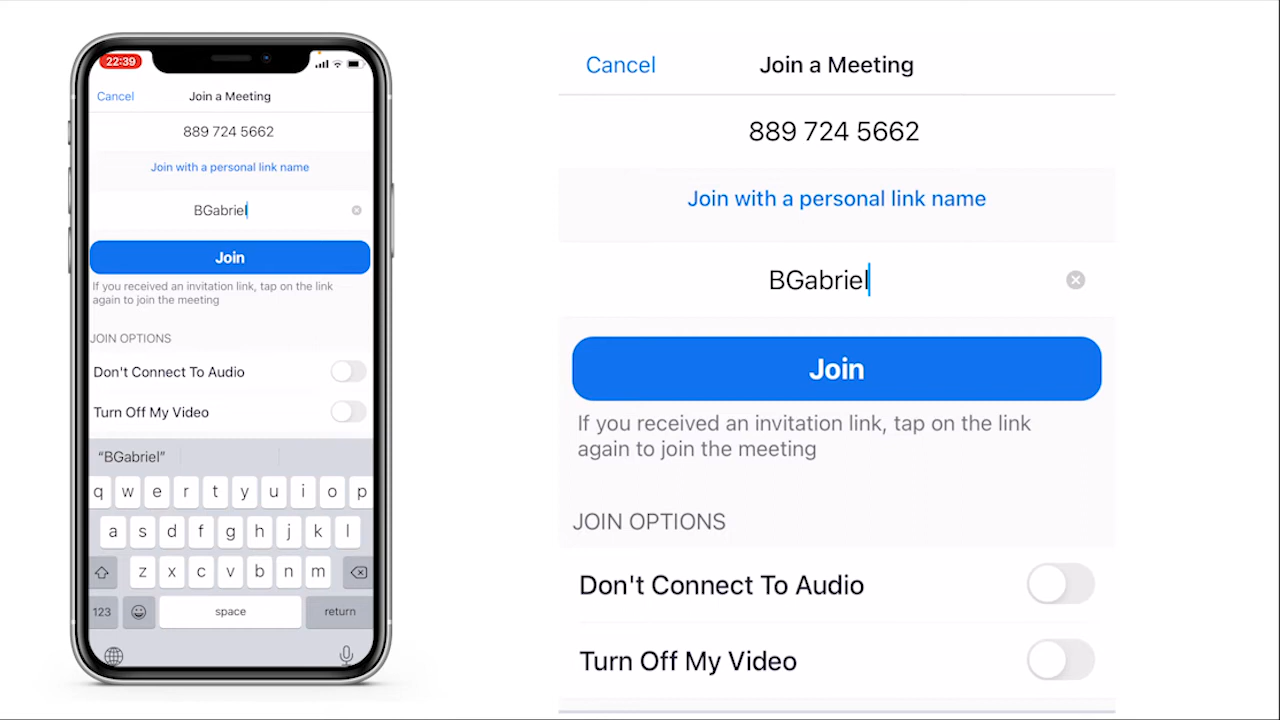 22:39
Cancel
Join a Meeting
889 724 5662
Join with a personal link name
BGabriel
Join
If you received an invitation link, tap on the link
again to join the meeting
JOIN OPTIONS
Don't Connect To Audio
Turn Off My Video
“BGabriel”
q w e r t y u i o p
a s d f g h j k l
z x c v b n m
123 space return
Cancel
Join a Meeting
889 724 5662
Join with a personal link name
BGabriel
Join
If you received an invitation link, tap on the link
again to join the meeting
JOIN OPTIONS
Don't Connect To Audio
Turn Off My Video